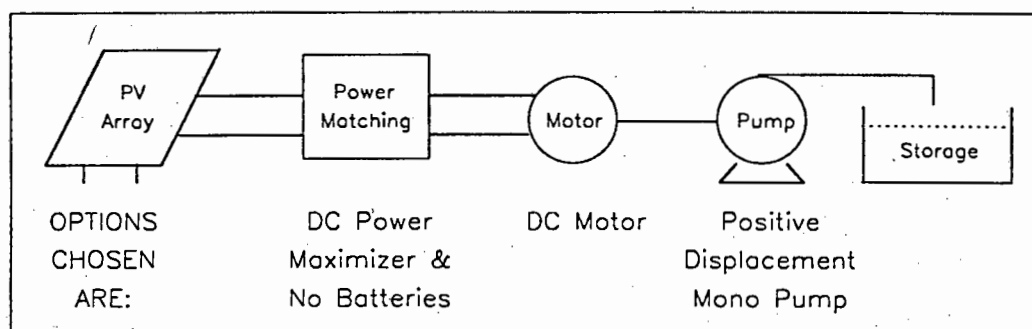 PV
Array
Power
Matching
Motor
Pump
Storage
OPTIONS
CHOSEN
ARE:
DC Power
Maximizer &
No Batteries
DC Motor
Positive
Displacement
Mono Pump